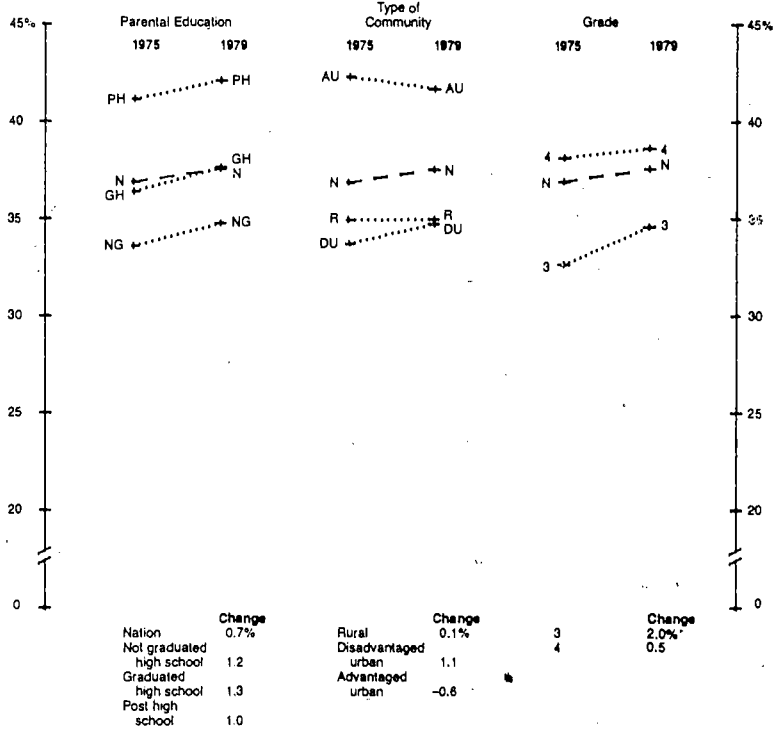 45%
Parental Education
1975 1979
Type of
Community
1975 1979
Grade
1975 1979
45%
PH PH
AU AU
40
40
4 4
N GH
GH N
N N
N N
35
R R
DU DU
35
NG NG
3 3
30
30
25
25
20
20
0
0
Change
Nation 0.7%
Not graduated
high school 1.2
Graduated
high school 1.3
Post high
school 1.0
Change
Rural 0.1%
Disadvantaged
urban 1.1
Advantaged
urban -0.6
Change
3 2.0%*
4 0.5